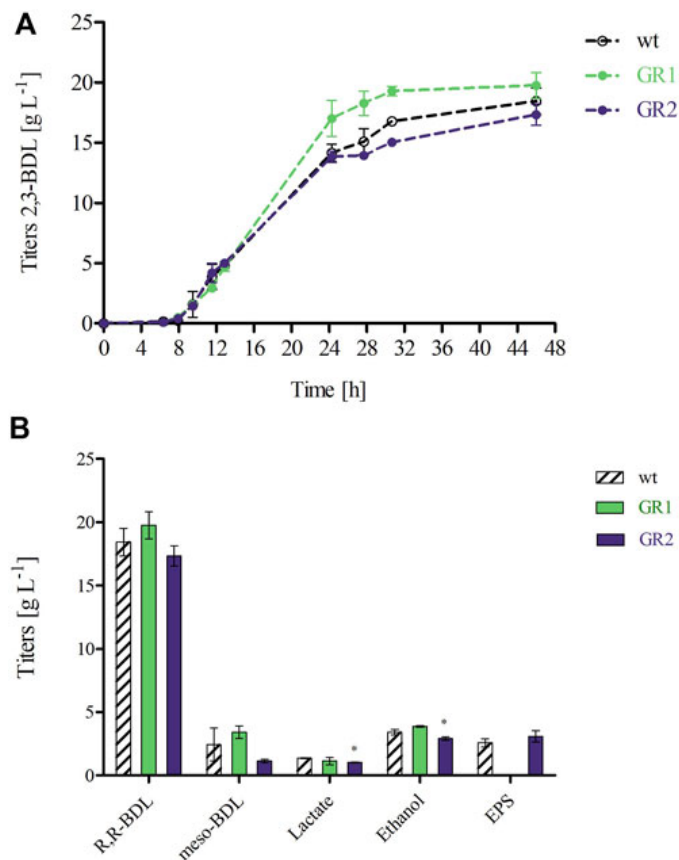 A
Titers 2,3-BDL [g L⁻¹]
25
20
15
10
5
0
0 4 8 12 16 20 24 28 32 36 40 44 48
Time [h]
wt
GR1
GR2
B
Titers [g L⁻¹]
25
20
15
10
5
0
* *
R,R-BDL meso-BDL Lactate Ethanol EPS
wt
GR1
GR2